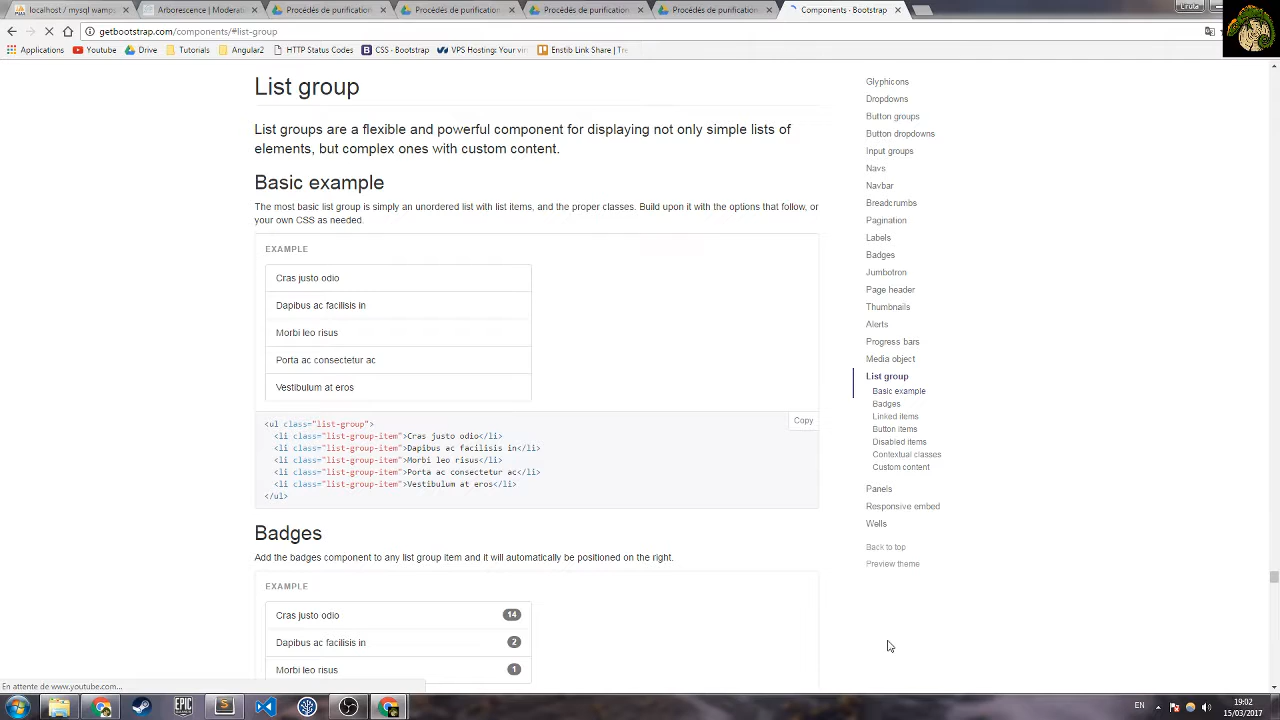 localhost / mysql wamp
Arborescence | Moderati
Procédés de purification
Procédés de purification
Procédés de purification
Procédés de purification
Components · Bootstrap
Linida
getbootstrap.com/components/#list-group
Applications
Youtube
Drive
Tutorials
Angular2
HTTP Status Codes
CSS · Bootstrap
VPS Hosting: Your vir
Enstib Link Share | Tre
List group
List groups are a flexible and powerful component for displaying not only simple lists of
elements, but complex ones with custom content.
Basic example
The most basic list group is simply an unordered list with list items, and the proper classes. Build upon it with the options that follow, or
your own CSS as needed.
EXAMPLE
Cras justo odio
Dapibus ac facilisis in
Morbi leo risus
Porta ac consectetur ac
Vestibulum at eros
Copy
<ul class="list-group">
<li class="list-group-item">Cras justo odio</li>
<li class="list-group-item">Dapibus ac facilisis in</li>
<li class="list-group-item">Morbi leo risus</li>
<li class="list-group-item">Porta ac consectetur ac</li>
<li class="list-group-item">Vestibulum at eros</li>
</ul>
Badges
Add the badges component to any list group item and it will automatically be positioned on the right.
EXAMPLE
Cras justo odio 14
Dapibus ac facilisis in 2
Morbi leo risus 1
Glyphicons
Dropdowns
Button groups
Button dropdowns
Input groups
Navs
Navbar
Breadcrumbs
Pagination
Labels
Badges
Jumbotron
Page header
Thumbnails
Alerts
Progress bars
Media object
List group
Basic example
Badges
Linked items
Button items
Disabled items
Contextual classes
Custom content
Panels
Responsive embed
Wells
Back to top
Preview theme
En attente de www.youtube.com...
EPIC
EN
19:02
15/03/2017